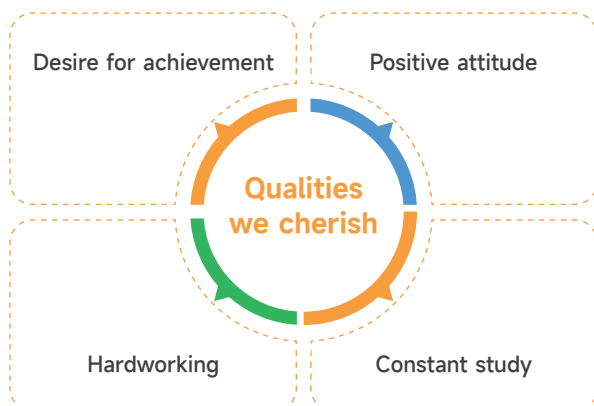 Desire for achievement
Positive attitude
Qualities
we cherish
Hardworking
Constant study